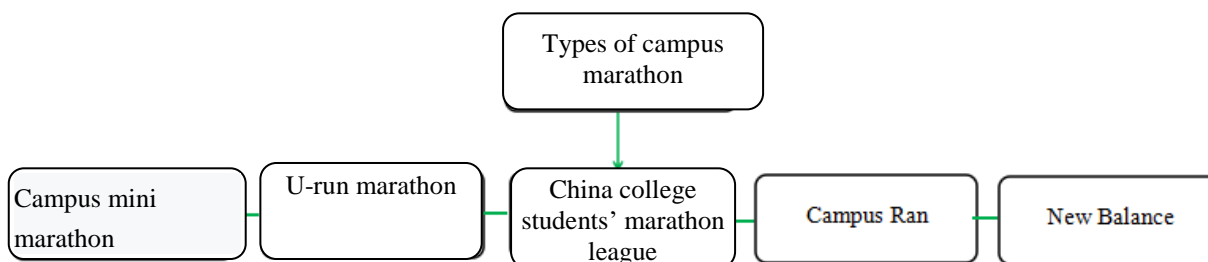 Types of campus
marathon
Campus mini
marathon
U-run marathon
China college
students’ marathon
league
Campus Ran
New Balance